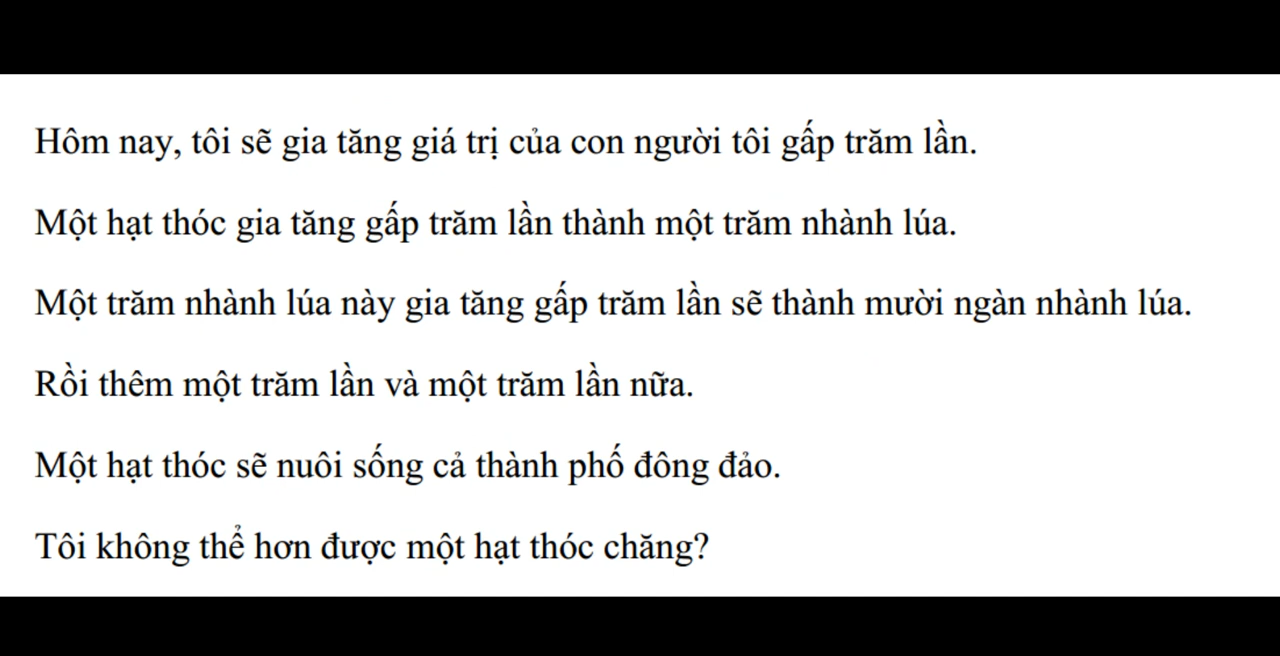 Hôm nay, tôi sẽ gia tăng giá trị của con người tôi gấp trăm lần.
Một hạt thóc gia tăng gấp trăm lần thành một trăm nhành lúa.
Một trăm nhành lúa này gia tăng gấp trăm lần sẽ thành mười ngàn nhành lúa.
Rồi thêm một trăm lần và một trăm lần nữa.
Một hạt thóc sẽ nuôi sống cả thành phố đông đảo.
Tôi không thể hơn được một hạt thóc chăng?